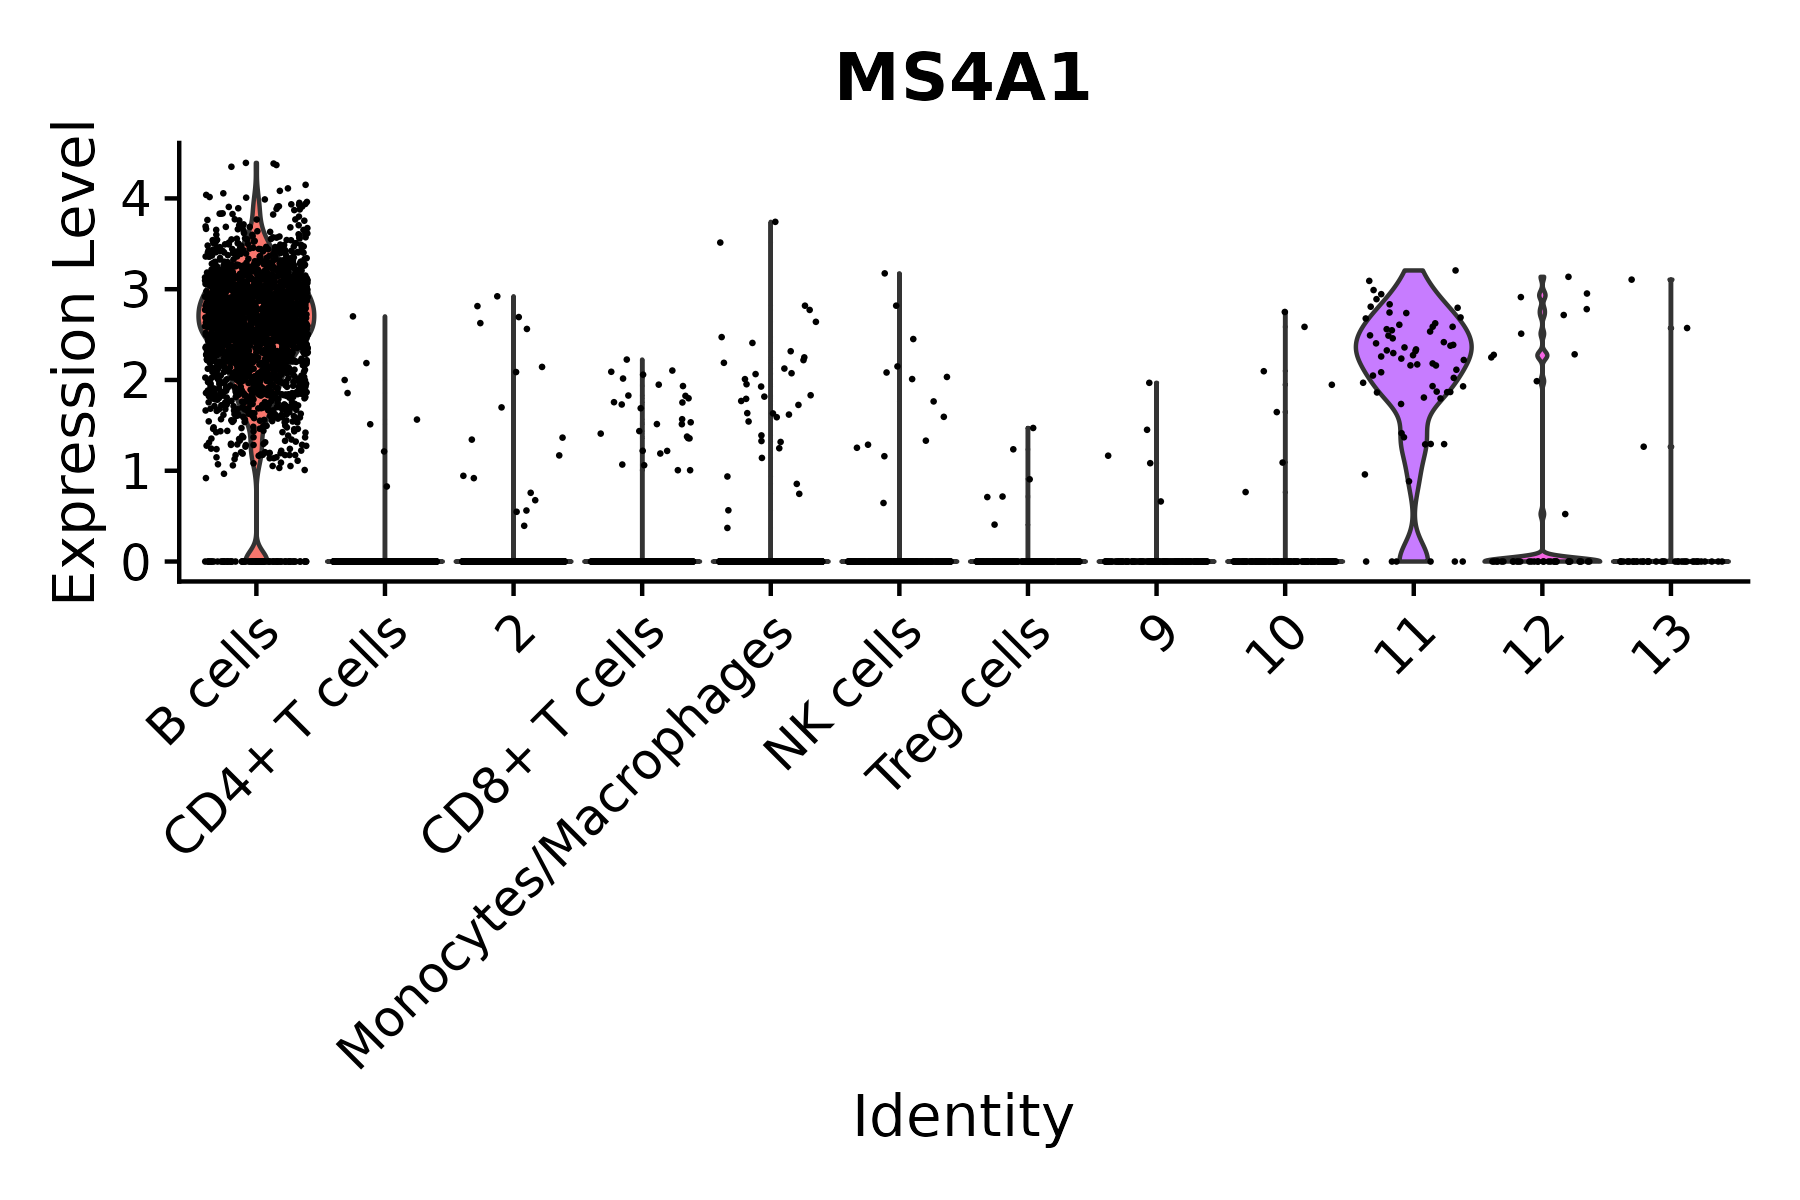 MS4A1
Expression Level
4
3
2
1
0
B cells
CD4+ T cells
2
CD8+ T cells
Monocytes/Macrophages
NK cells
Treg cells
9
10
11
12
13
Identity